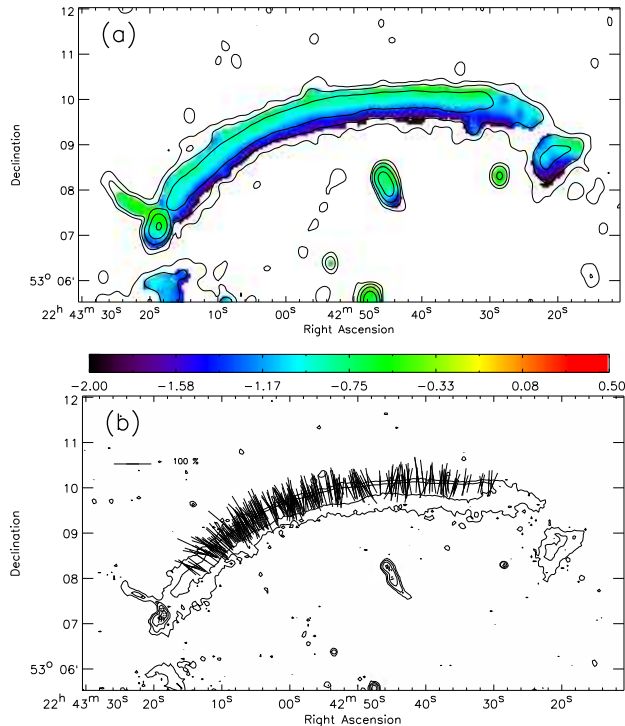 (a)
12
11
10
09
08
07
53° 06'
Declination
22ʰ 43ᵐ 30ˢ 20ˢ 10ˢ 00ˢ 42ᵐ 50ˢ 40ˢ 30ˢ 20ˢ
Right Ascension
−2.00 −1.58 −1.17 −0.75 −0.33 0.08 0.50
(b)
100 %
12
11
10
09
08
07
53° 06'
Declination
22ʰ 43ᵐ 30ˢ 20ˢ 10ˢ 00ˢ 42ᵐ 50ˢ 40ˢ 30ˢ 20ˢ
Right Ascension